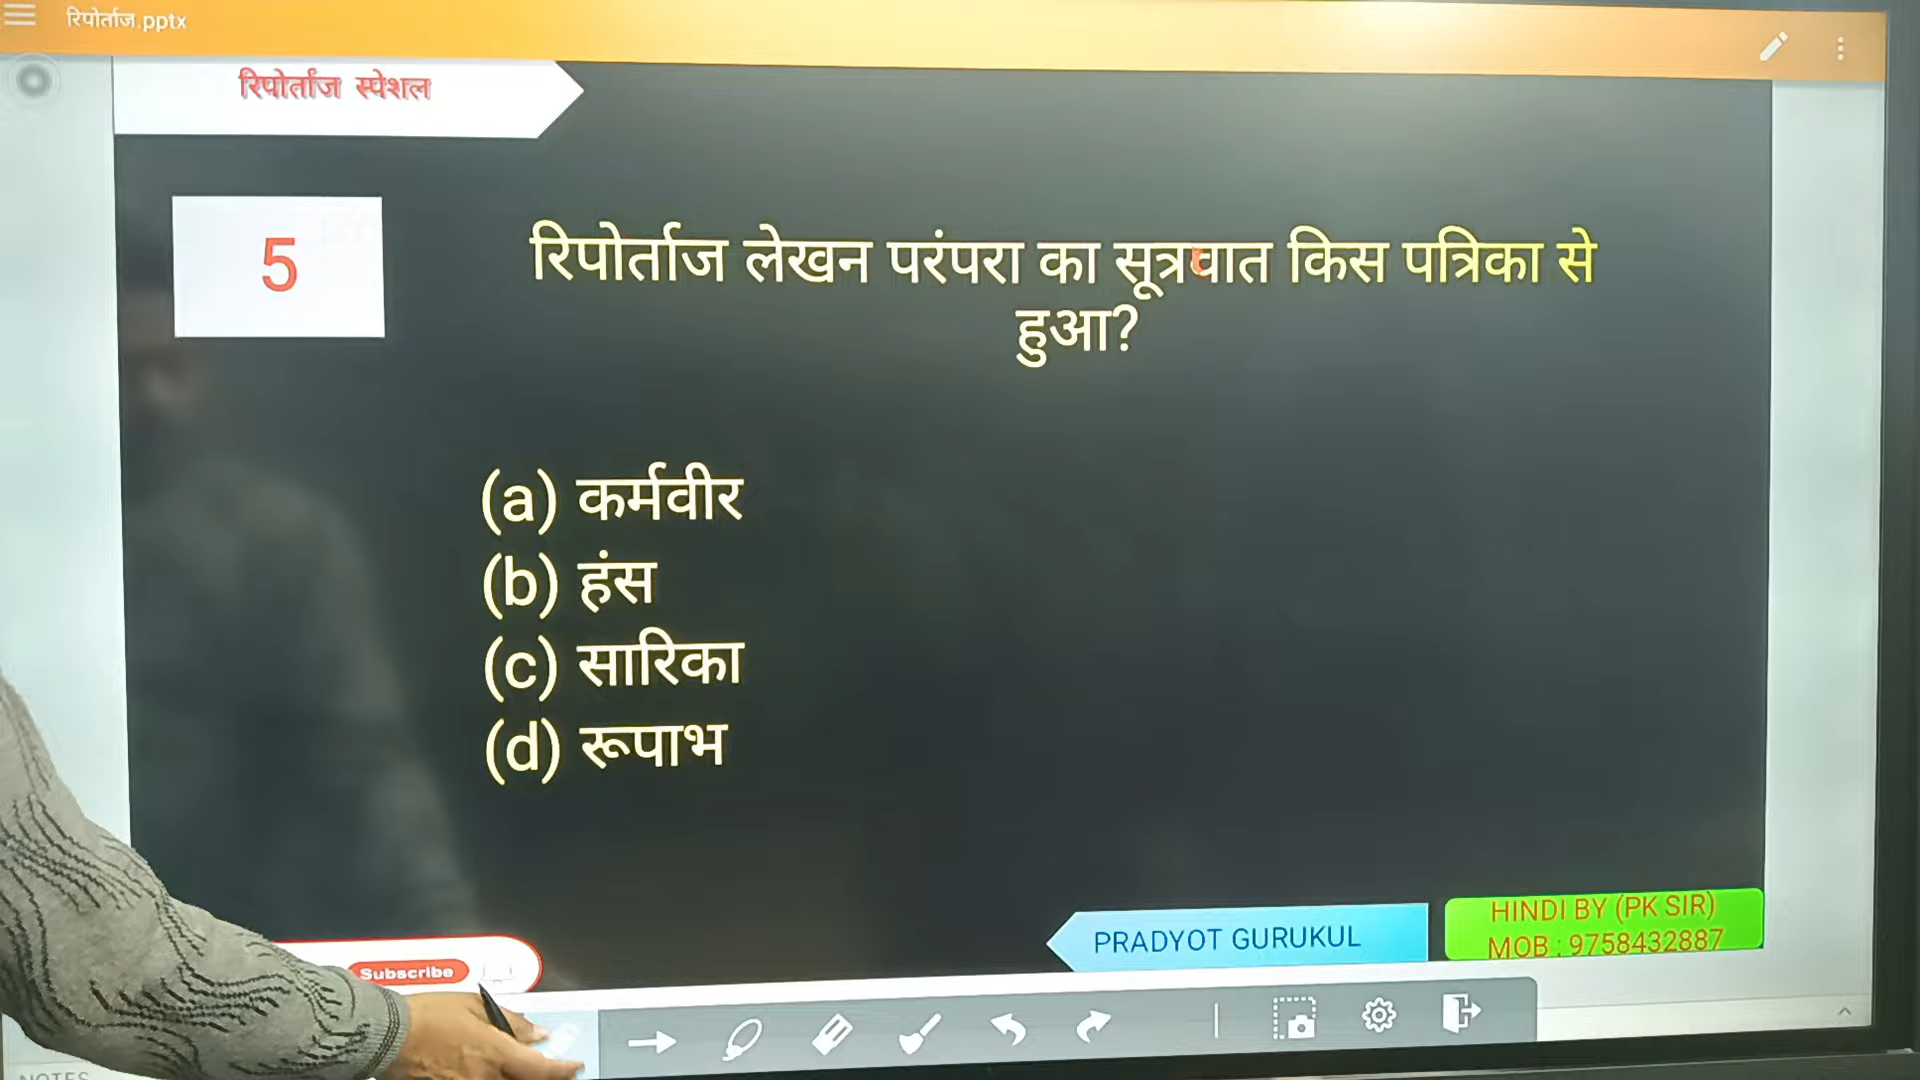 रिपोर्ताज.pptx
रिपोर्ताज स्पेशल
5
रिपोर्ताज लेखन परंपरा का सूत्रपात किस पत्रिका से
हुआ?
(a) कर्मवीर
(b) हंस
(c) सारिका
(d) रूपाभ
PRADYOT GURUKUL
HINDI BY (PK SIR)
MOB : 9758432887
Subscribe
NOTES